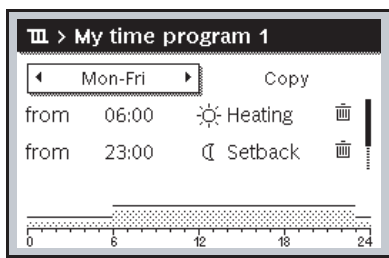 > My time program 1
Mon-Fri Copy
from 06:00 Heating
from 23:00 Setback
0 6 12 18 24